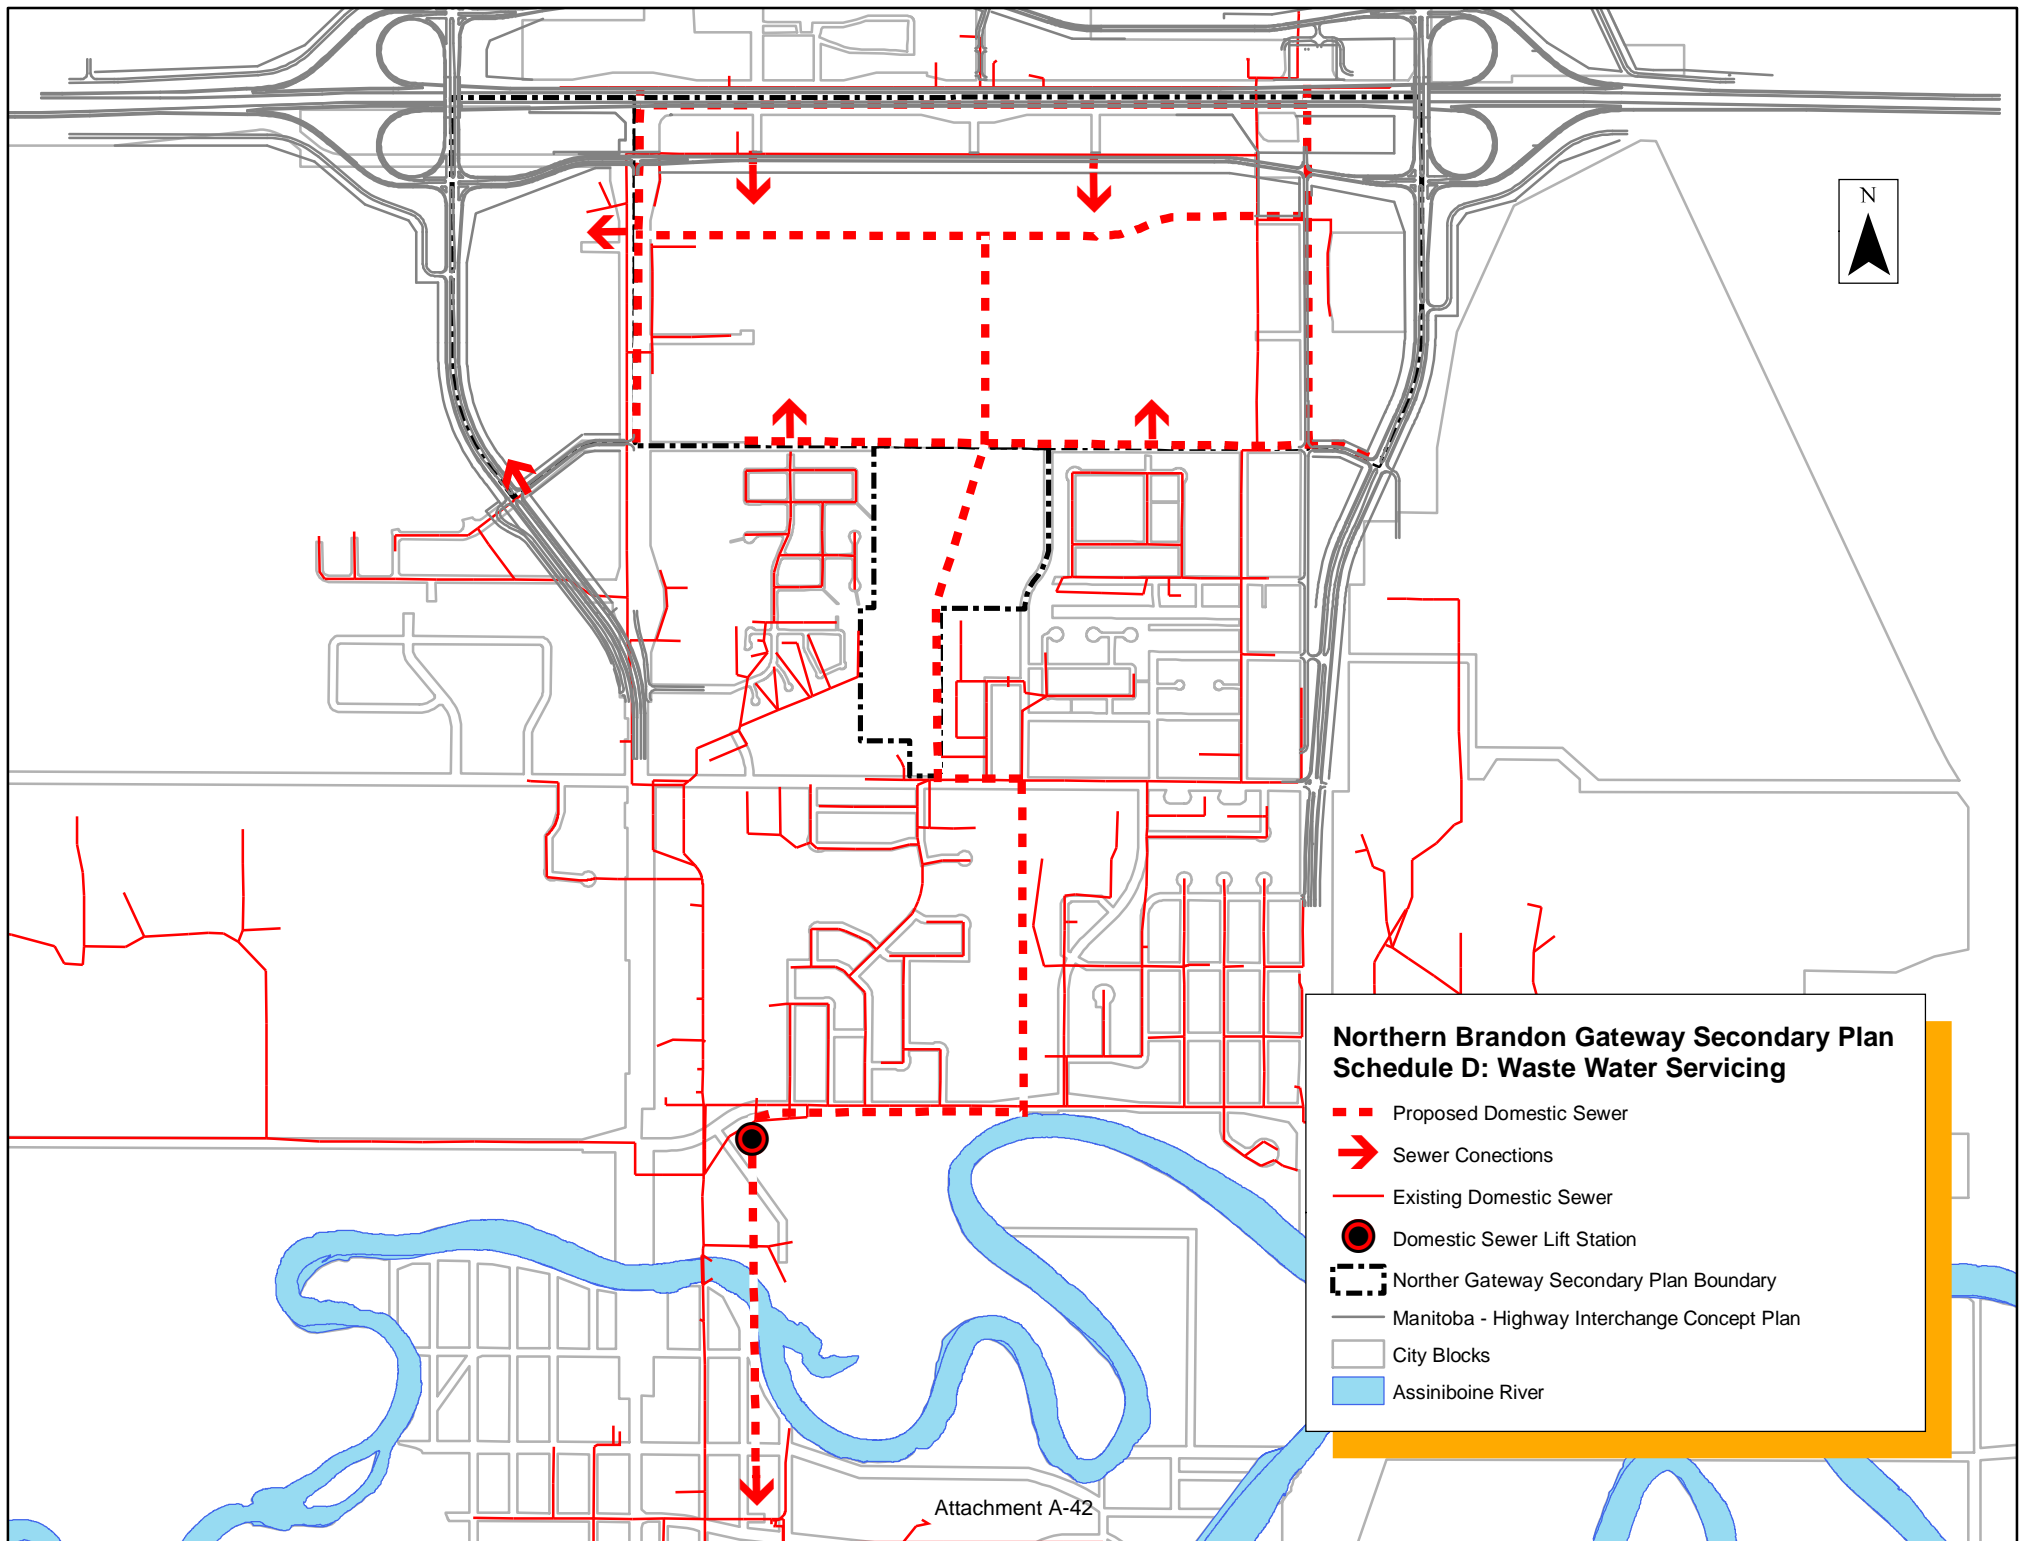 N
Northern Brandon Gateway Secondary Plan
Schedule D: Waste Water Servicing
Proposed Domestic Sewer
Sewer Conections
Existing Domestic Sewer
Domestic Sewer Lift Station
Norther Gateway Secondary Plan Boundary
Manitoba - Highway Interchange Concept Plan
City Blocks
Assiniboine River
Attachment A-42